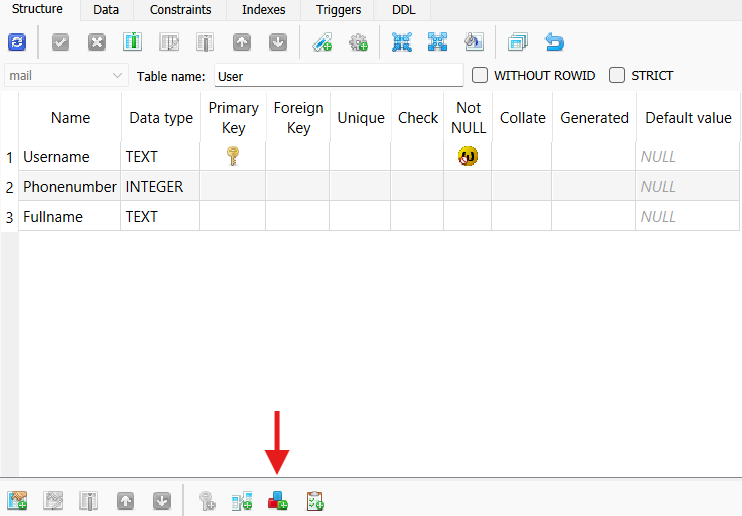 Structure Data Constraints Indexes Triggers DDL
mail Table name: User WITHOUT ROWID STRICT
Name Data type Primary Key Foreign Key Unique Check Not NULL Collate Generated Default value
1 Username TEXT NULL
2 Phonenumber INTEGER NULL
3 Fullname TEXT NULL